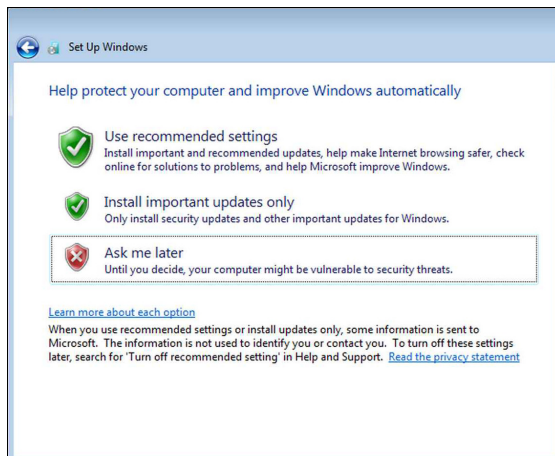 Set Up Windows
Help protect your computer and improve Windows automatically
Use recommended settings
Install important and recommended updates, help make Internet browsing safer, check
online for solutions to problems, and help Microsoft improve Windows.
Install important updates only
Only install security updates and other important updates for Windows.
Ask me later
Until you decide, your computer might be vulnerable to security threats.
Learn more about each option
When you use recommended settings or install updates only, some information is sent to
Microsoft. The information is not used to identify you or contact you. To turn off these settings
later, search for 'Turn off recommended setting' in Help and Support. Read the privacy statement